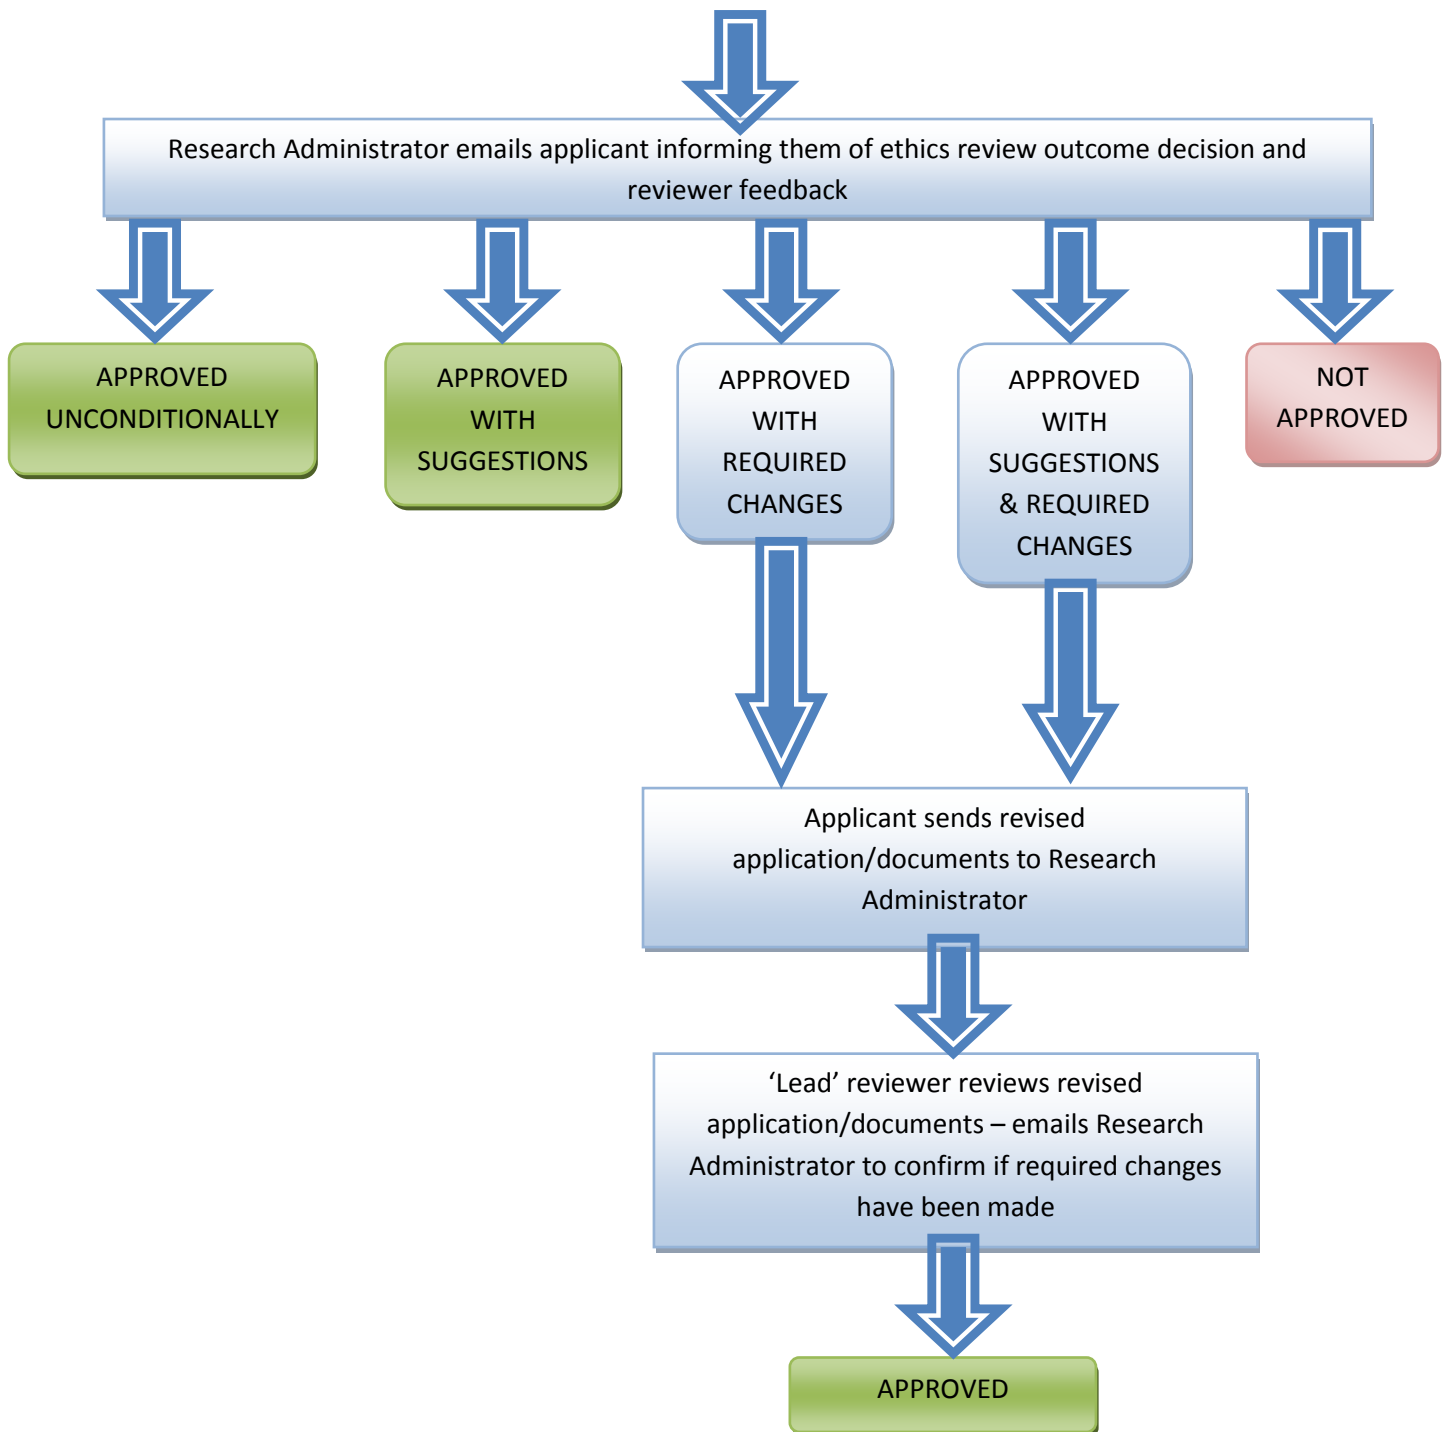 Research Administrator emails applicant informing them of ethics review outcome decision and
reviewer feedback
APPROVED
UNCONDITIONALLY
APPROVED
WITH
SUGGESTIONS
APPROVED
WITH
REQUIRED
CHANGES
APPROVED
WITH
SUGGESTIONS
& REQUIRED
CHANGES
NOT
APPROVED
Applicant sends revised
application/documents to Research
Administrator
‘Lead’ reviewer reviews revised
application/documents – emails Research
Administrator to confirm if required changes
have been made
APPROVED